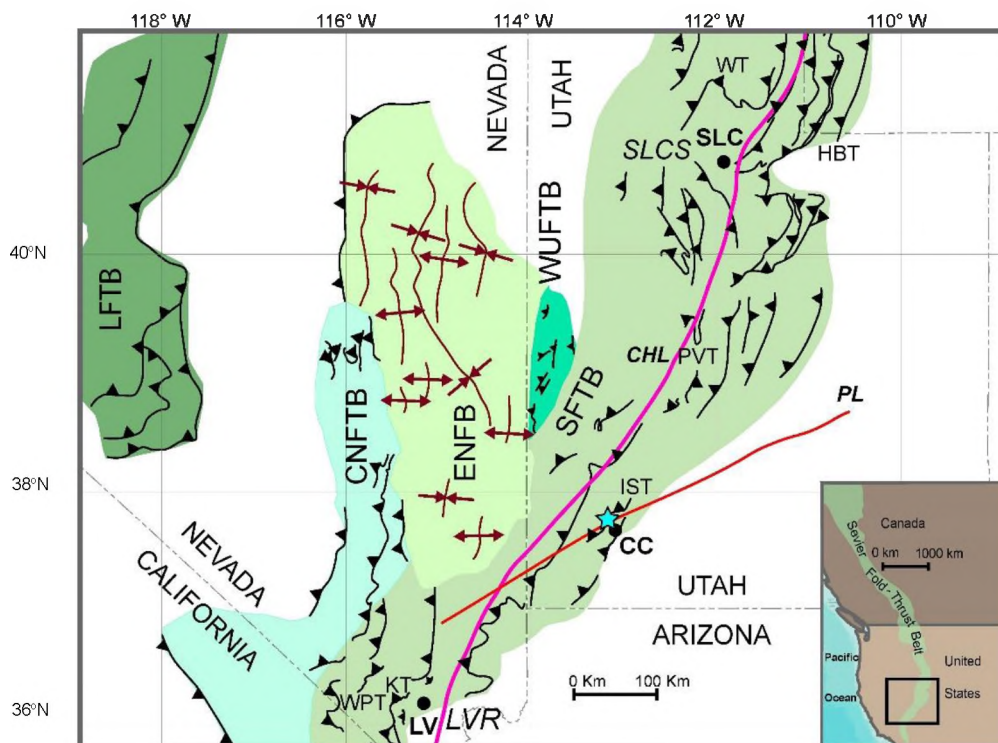 118° W
116° W
114° W
112° W
110° W
40°N
38°N
36°N
NEVADA
UTAH
WT
SLC
SLCS
HBT
WUFTB
LFTB
CHL
PVT
SFTB
PL
CNFTB
ENFB
IST
CC
NEVADA
CALIFORNIA
UTAH
ARIZONA
0 Km 100 Km
KT
WPT
LV
LVR
Canada
0 km 1000 km
Sevier Fold-Thrust Belt
Pacific
Ocean
United
States